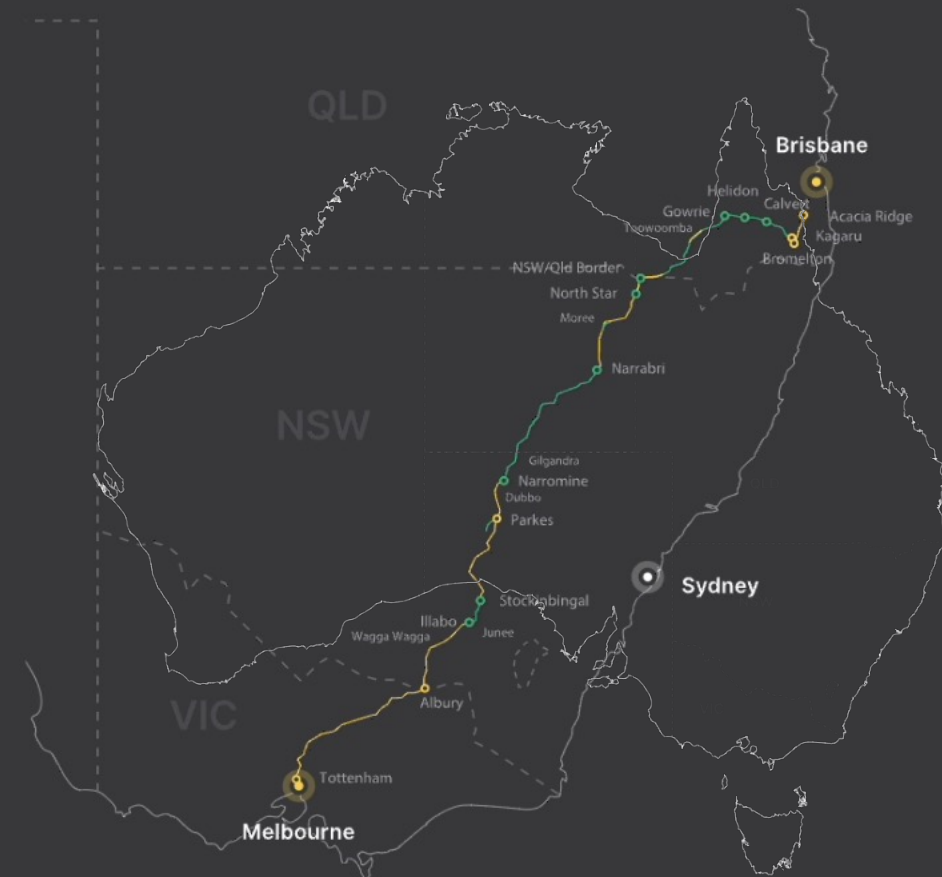 QLD
Brisbane
Helidon
Calvert
Gowrie
Acacia Ridge
Toowoomba
Kagaru
Bromelton
NSW/Qld Border
North Star
Moree
Narrabri
NSW
Gilgandra
Narromine
Dubbo
Parkes
Sydney
Stockinbingal
Illabo
Junee
Wagga Wagga
Albury
VIC
Tottenham
Melbourne